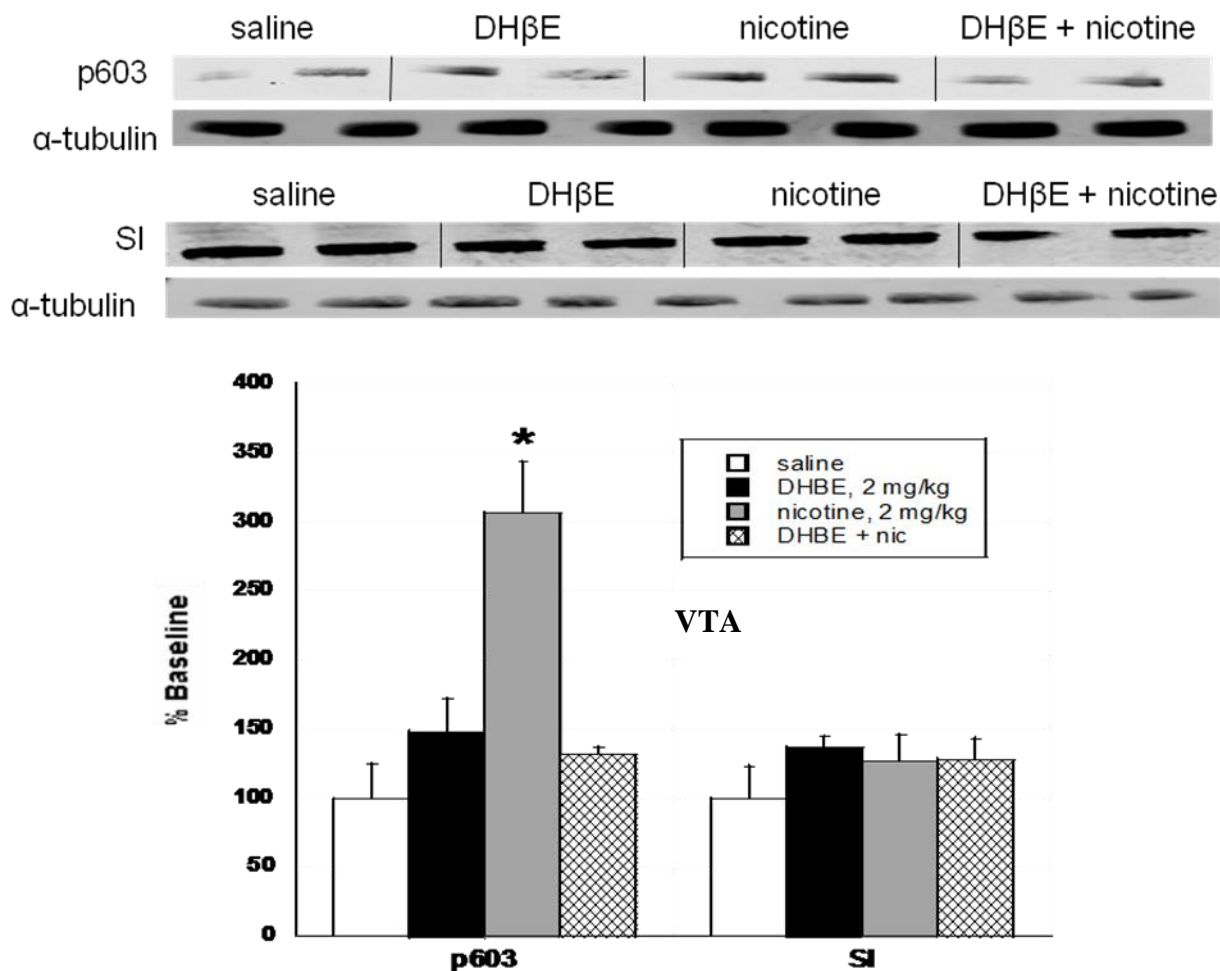 saline DHβE nicotine DHβE + nicotine
p603
α-tubulin
saline DHβE nicotine DHβE + nicotine
SI
α-tubulin
400
350
300
250
200
150
100
50
0
% Baseline
*
saline
DHBE, 2 mg/kg
nicotine, 2 mg/kg
DHBE + nic
VTA
p603 SI